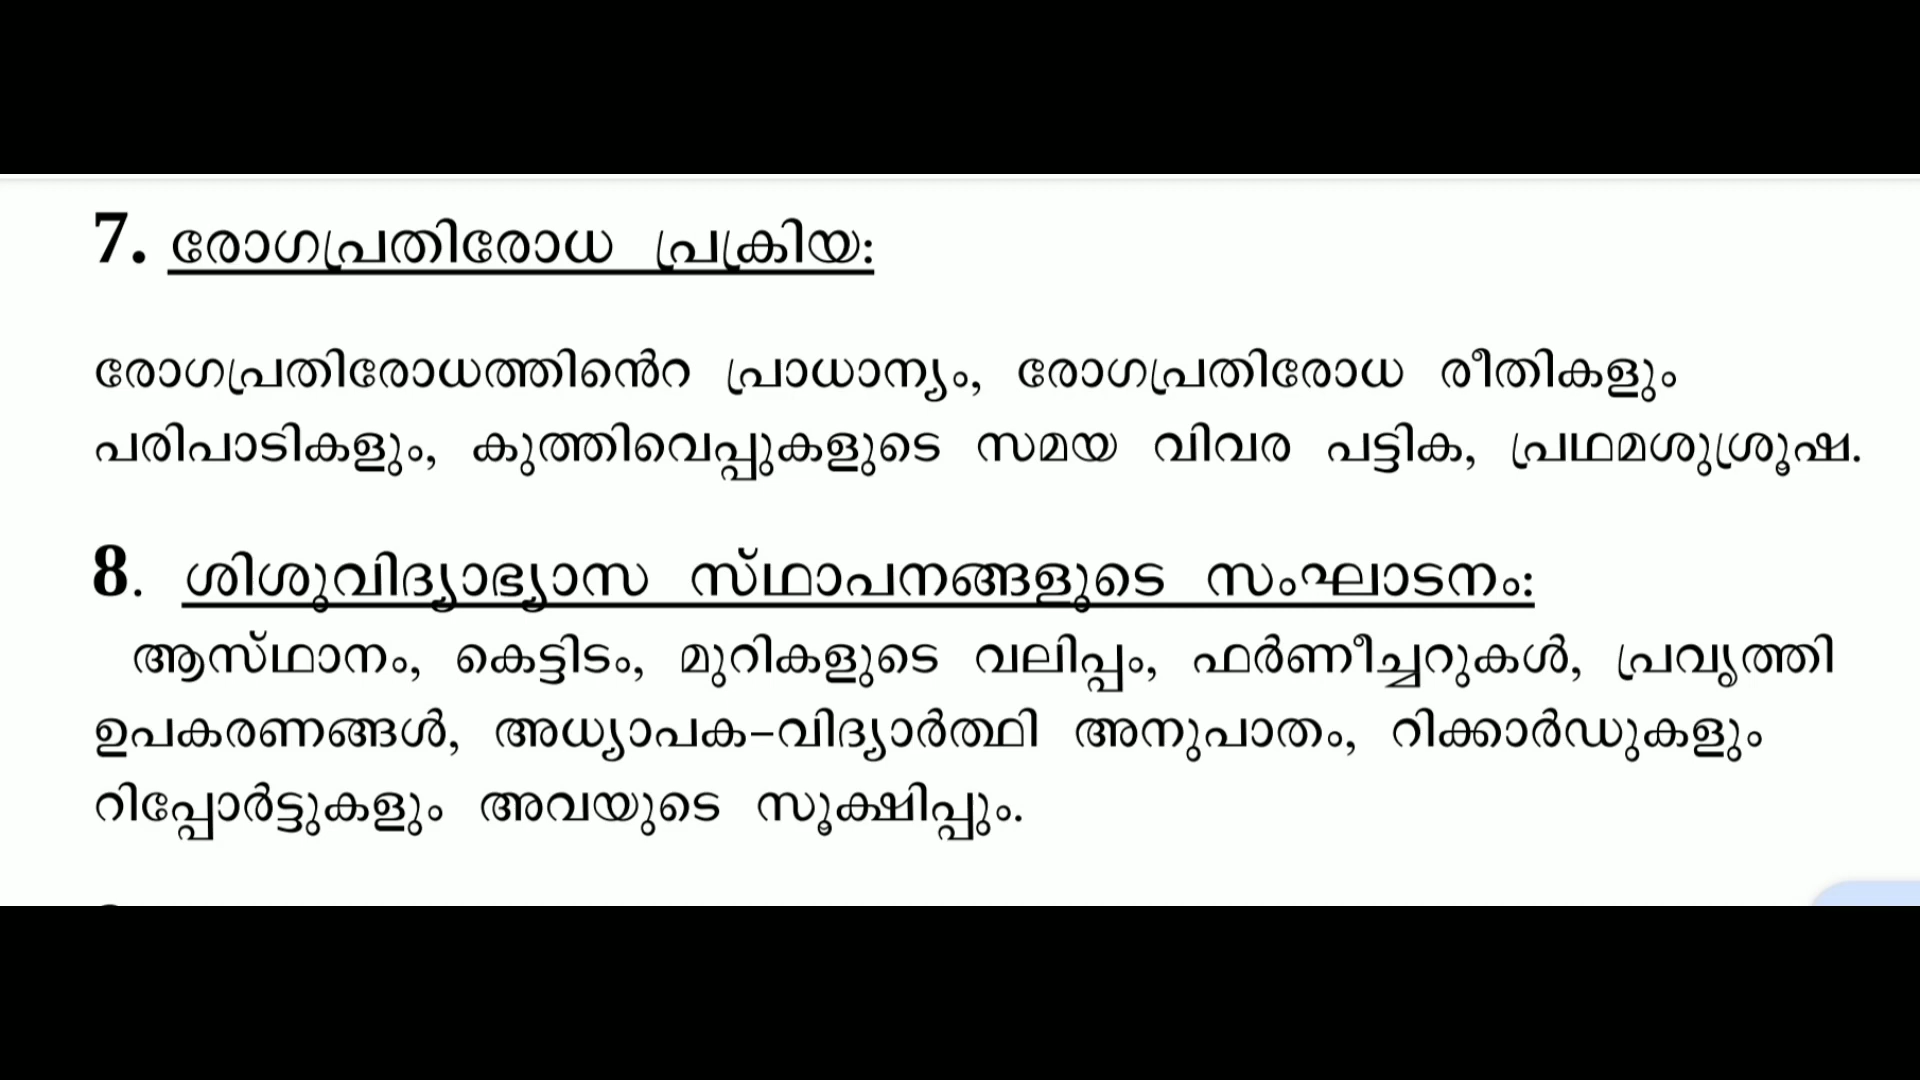 7. രോഗപ്രതിരോധ പ്രക്രിയ:
രോഗപ്രതിരോധത്തിൻെറ പ്രാധാന്യം, രോഗപ്രതിരോധ രീതികളും
പരിപാടികളും, കുത്തിവെപ്പുകളുടെ സമയ വിവര പട്ടിക, പ്രഥമശുശ്രൂഷ.
8. ശിശുവിദ്യാഭ്യാസ സ്ഥാപനങ്ങളുടെ സംഘാടനം:
ആസ്ഥാനം, കെട്ടിടം, മുറികളുടെ വലിപ്പം, ഫർണീച്ചറുകൾ, പ്രവൃത്തി
ഉപകരണങ്ങൾ, അധ്യാപക-വിദ്യാർത്ഥി അനുപാതം, റിക്കാർഡുകളും
റിപ്പോർട്ടുകളും അവയുടെ സൂക്ഷിപ്പും.